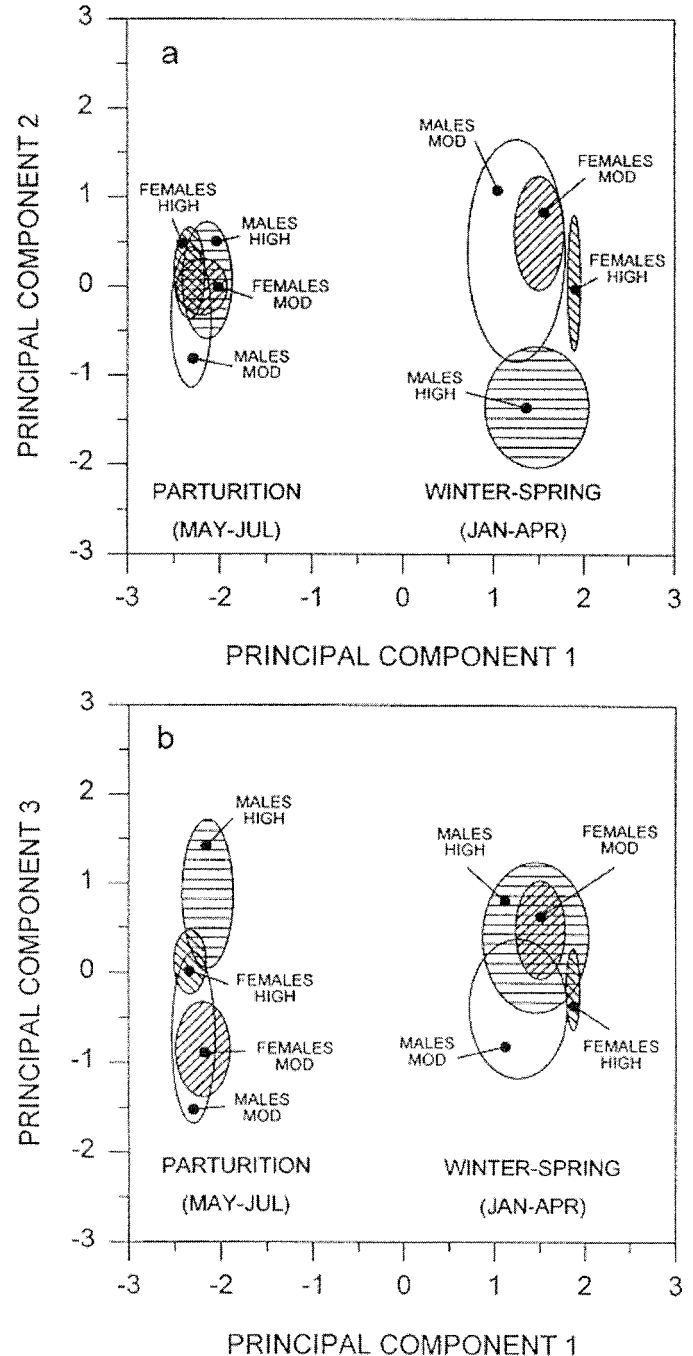 3
2
1
0
-1
-2
-3
PRINCIPAL COMPONENT 2
a
MALES
MOD
FEMALES
MOD
FEMALES
HIGH
MALES
HIGH
FEMALES
MOD
FEMALES
HIGH
MALES
MOD
MALES
HIGH
PARTURITION
(MAY-JUL)
WINTER-SPRING
(JAN-APR)
-3 -2 -1 0 1 2 3
PRINCIPAL COMPONENT 1
3
2
1
0
-1
-2
-3
PRINCIPAL COMPONENT 3
b
MALES
HIGH
MALES
HIGH
FEMALES
MOD
FEMALES
HIGH
FEMALES
MOD
MALES
MOD
MALES
MOD
FEMALES
HIGH
PARTURITION
(MAY-JUL)
WINTER-SPRING
(JAN-APR)
-3 -2 -1 0 1 2 3
PRINCIPAL COMPONENT 1